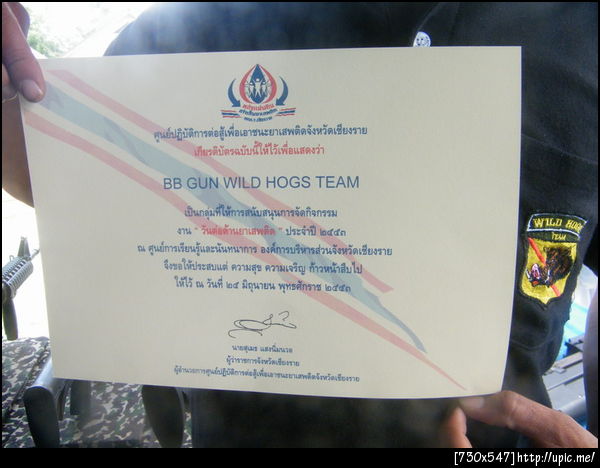 ศูนย์ปฏิบัติการต่อสู้เพื่อเอาชนะยาเสพติดจังหวัดเชียงราย
เกียรติบัตรฉบับนี้ให้ไว้เพื่อแสดงว่า
BB GUN WILD HOGS TEAM
เป็นกลุ่มที่ให้การสนับสนุนการจัดกิจกรรม
งาน " วันต่อต้านยาเสพติด " ประจำปี ๒๕๕๓
ณ ศูนย์การเรียนรู้และนันทนาการ องค์การบริหารส่วนจังหวัดเชียงราย
จึงขอให้ประสบแต่ ความสุข ความเจริญ ก้าวหน้าสืบไป
ให้ไว้ ณ วันที่ ๒๕ มิถุนายน พุทธศักราช ๒๕๕๓
นายสุเมธ แสงนิ่มนวล
ผู้ว่าราชการจังหวัดเชียงราย
ผู้อำนวยการศูนย์ปฏิบัติการต่อสู้เพื่อเอาชนะยาเสพติดจังหวัดเชียงราย
WILD HOGS
TEAM
[730x547] http://upic.me/